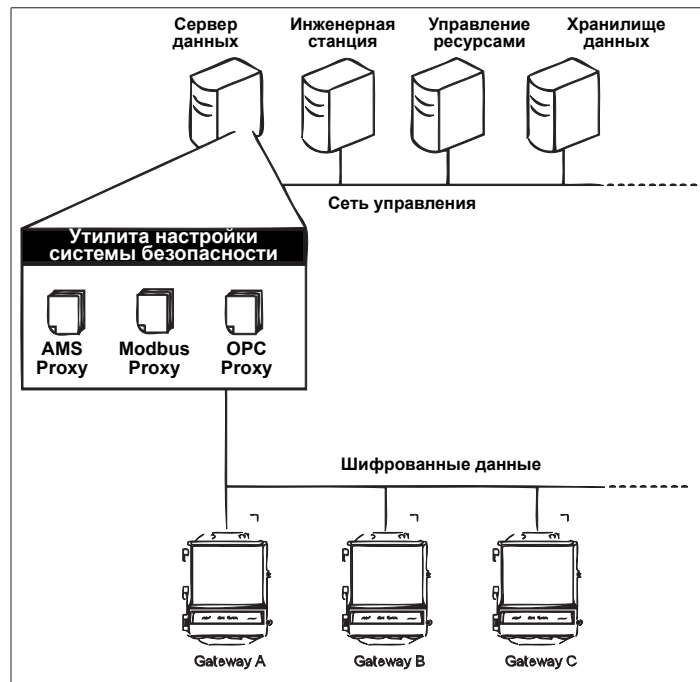 Сервер
данных
Инженерная
станция
Управление
ресурсами
Хранилище
данных
Сеть управления
Утилита настройки
системы безопасности
AMS
Proxy
Modbus
Proxy
OPC
Proxy
Шифрованные данные
Gateway A
Gateway B
Gateway C